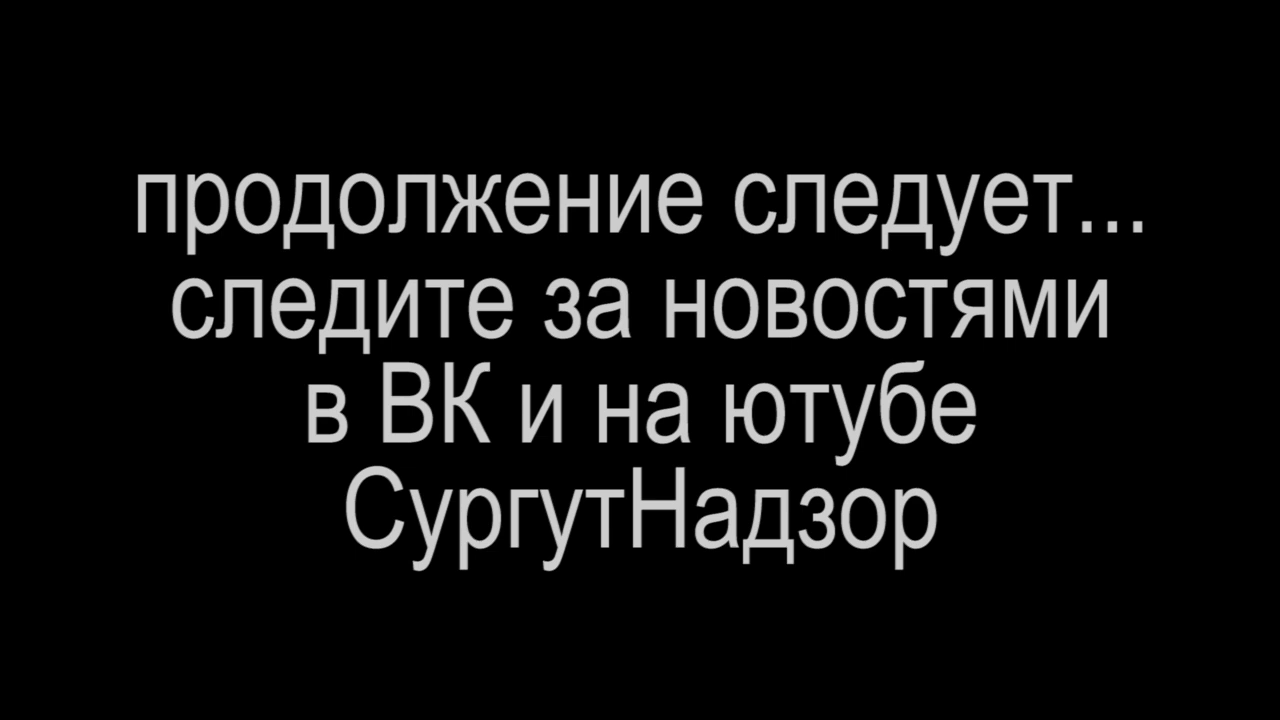 продолжение следует...
следите за новостями
в ВК и на ютубе
СургутНадзор